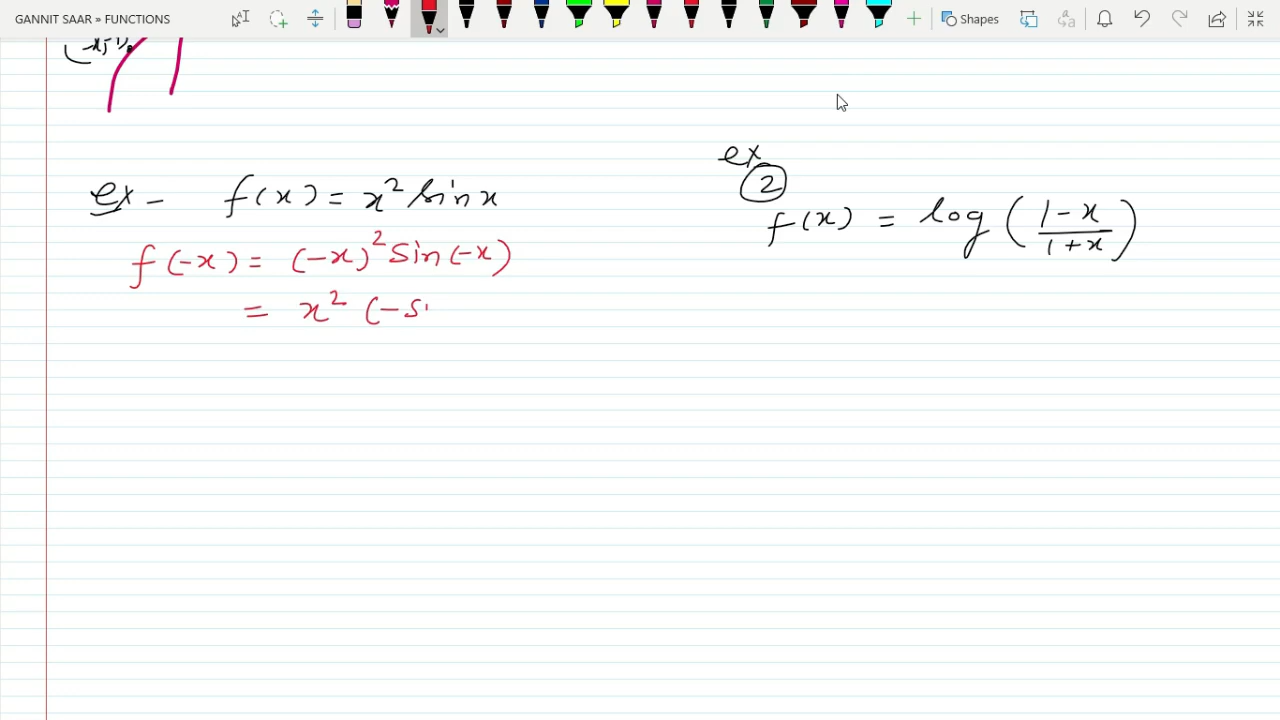 GANNIT SAAR » FUNCTIONS
Shapes
ex - f(x) = x² sin x
f(-x) = (-x)² sin(-x)
= x² (-s
ex
②
f(x) = log ( 1 - x / 1 + x )